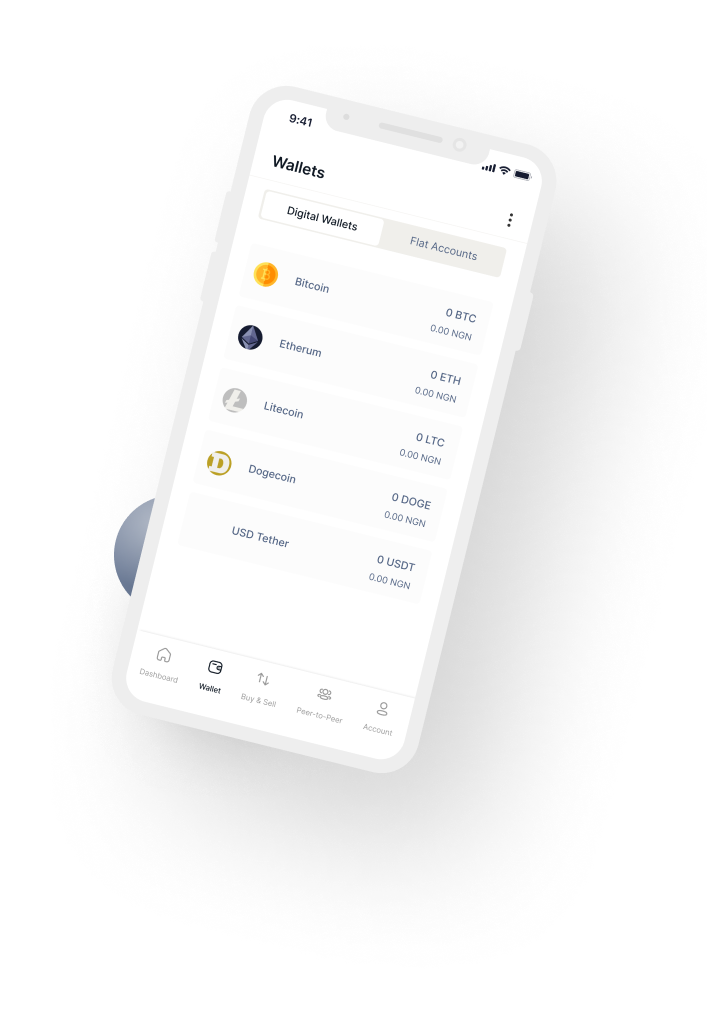 9:41
Wallets
Digital Wallets
Flat Accounts
Bitcoin
0 BTC
0.00 NGN
Etherum
0 ETH
0.00 NGN
Litecoin
0 LTC
0.00 NGN
Dogecoin
0 DOGE
0.00 NGN
USD Tether
0 USDT
0.00 NGN
Dashboard
Wallet
Buy & Sell
Peer-to-Peer
Account